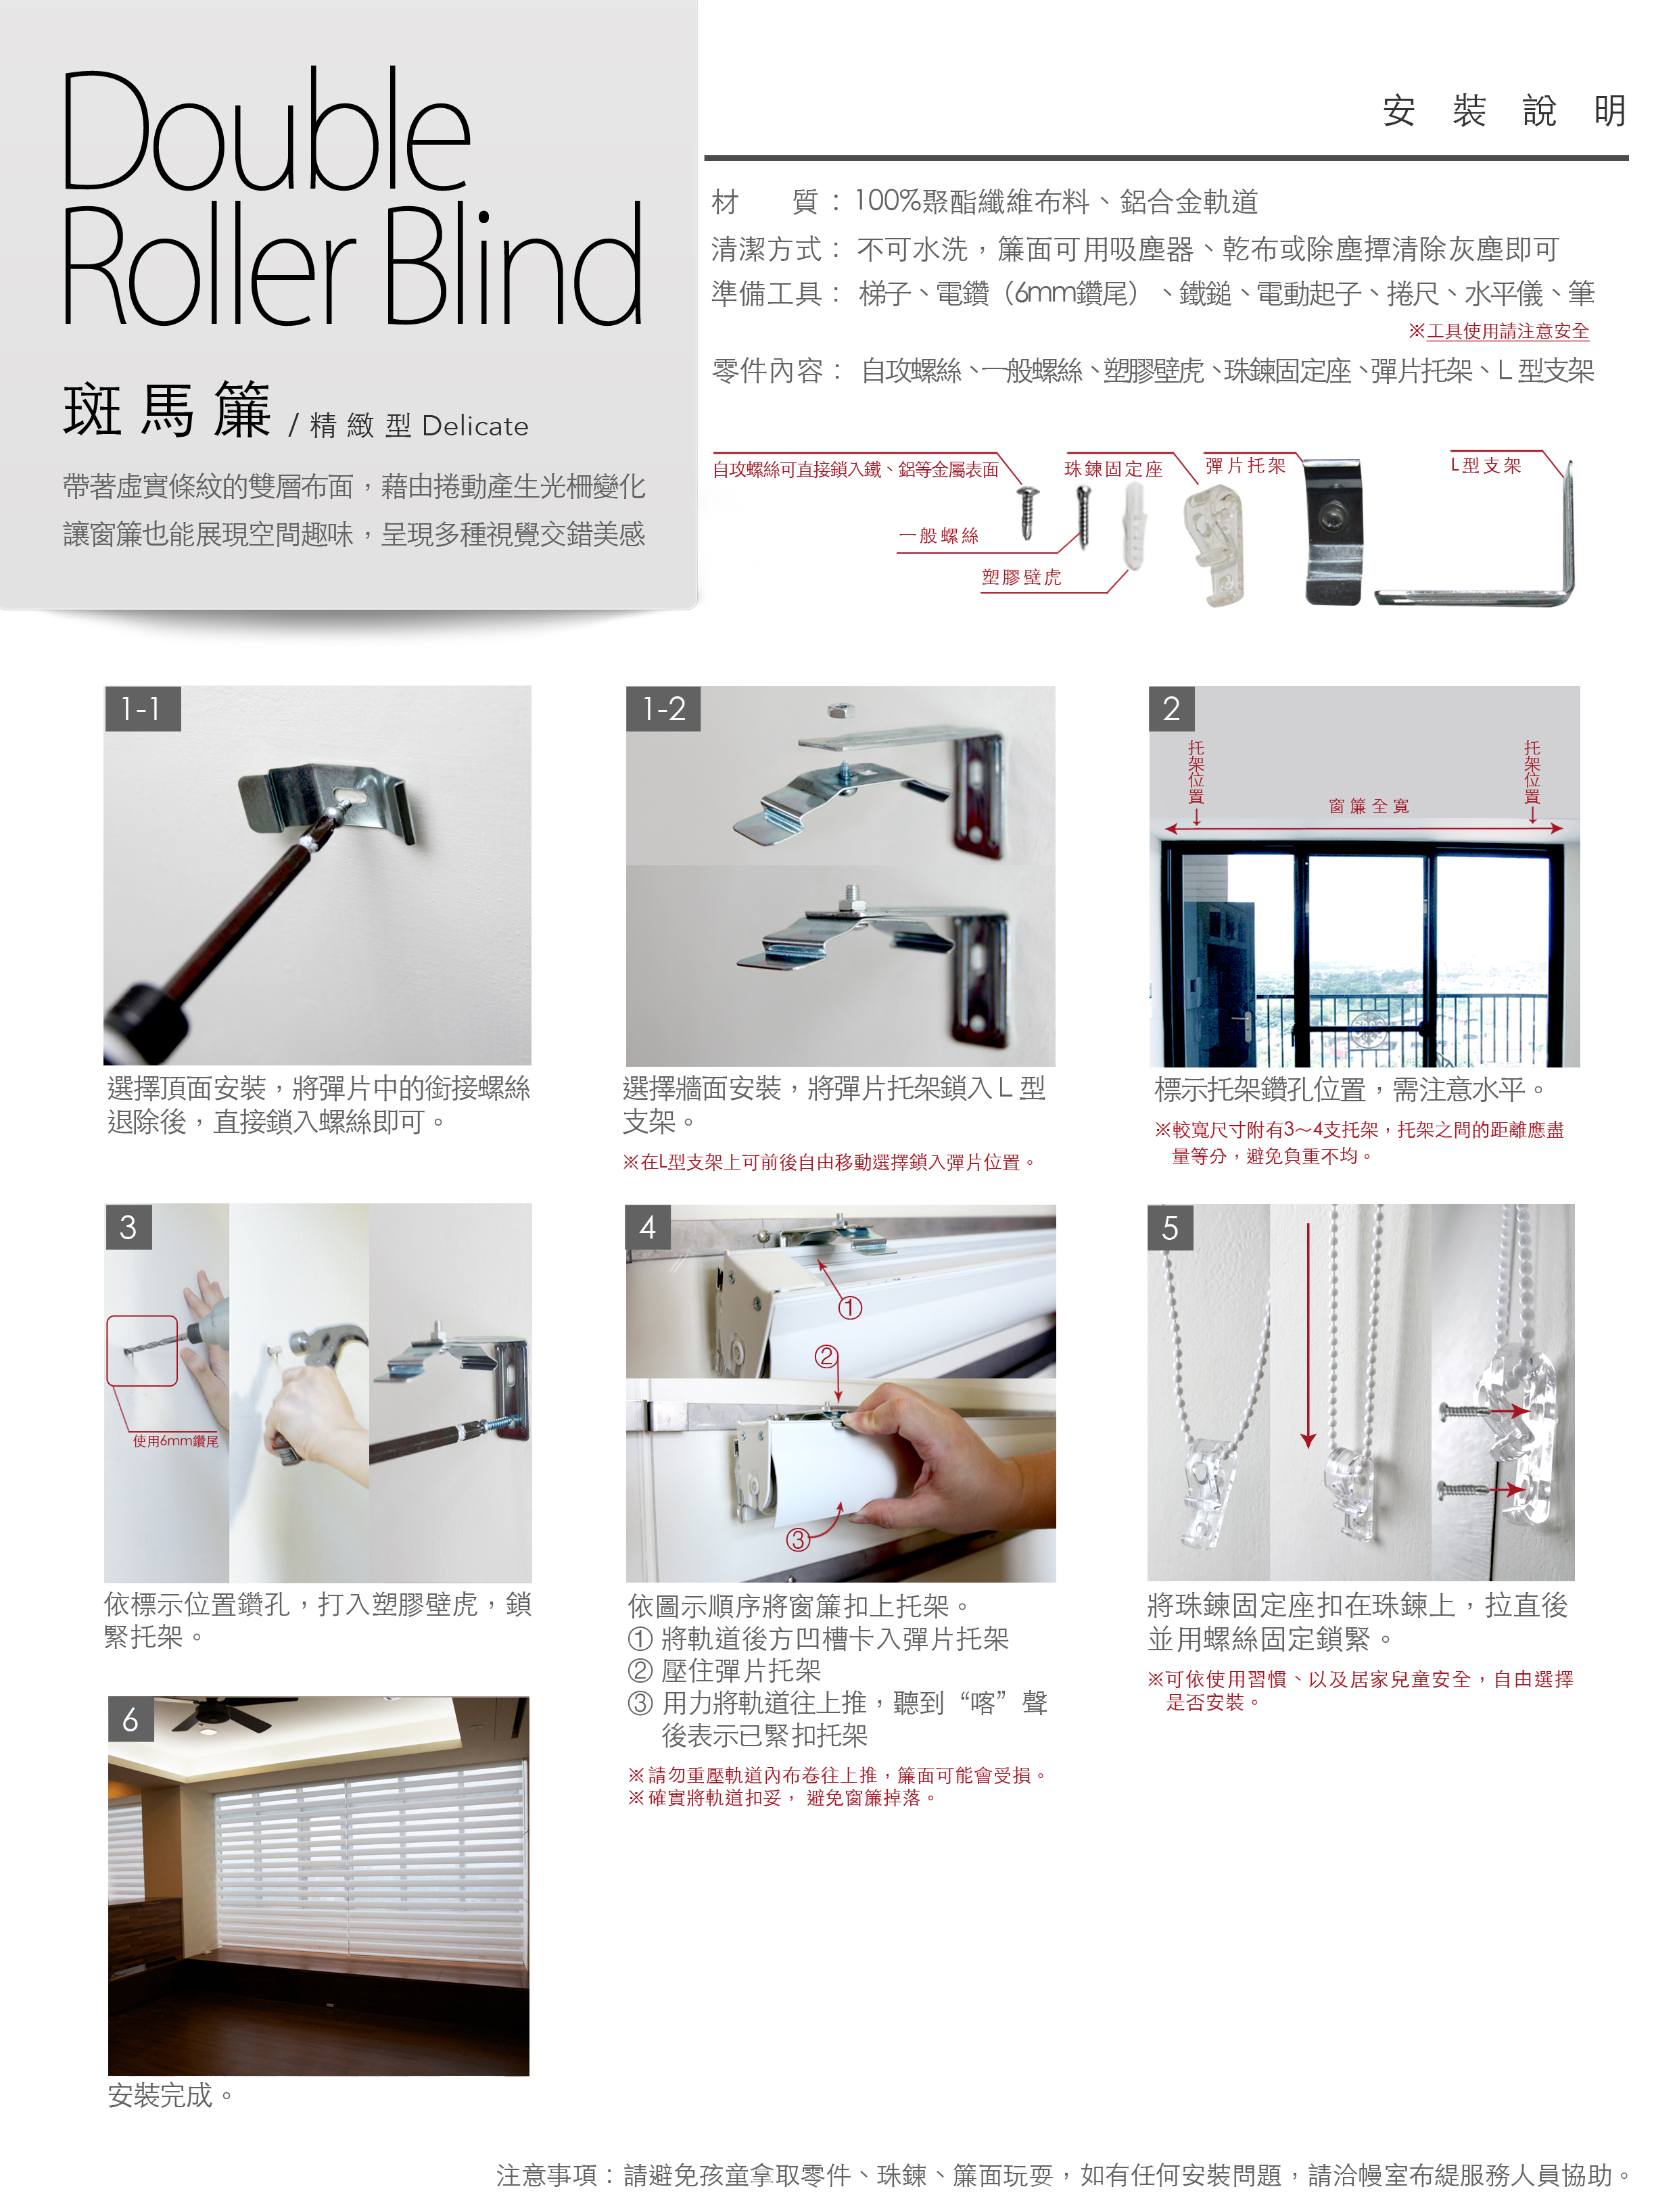 Double
Roller Blind
斑馬簾 / 精緻型 Delicate
帶著虛實條紋的雙層布面，藉由捲動產生光柵變化
讓窗簾也能展現空間趣味，呈現多種視覺交錯美感
安裝說明
材　質：100%聚酯纖維布料、鋁合金軌道
清潔方式：不可水洗，簾面可用吸塵器、乾布或除塵撢清除灰塵即可
準備工具：梯子、電鑽（6mm鑽尾）、鐵鎚、電動起子、捲尺、水平儀、筆
※工具使用請注意安全
零件內容：自攻螺絲、一般螺絲、塑膠壁虎、珠鍊固定座、彈片托架、L型支架
自攻螺絲可直接鎖入鐵、鋁等金屬表面
一般螺絲
塑膠壁虎
珠鍊固定座
彈片托架
L型支架
1-1
選擇頂面安裝，將彈片中的銜接螺絲
退除後，直接鎖入螺絲即可。
1-2
選擇牆面安裝，將彈片托架鎖入L型
支架。
※在L型支架上可前後自由移動選擇鎖入彈片位置。
2
托架位置
窗簾全寬
托架位置
標示托架鑽孔位置，需注意水平。
※較寬尺寸附有3～4支托架，托架之間的距離應盡
量等分，避免負重不均。
3
使用6mm鑽尾
依標示位置鑽孔，打入塑膠壁虎，鎖
緊托架。
4
①
②
③
依圖示順序將窗簾扣上托架。
① 將軌道後方凹槽卡入彈片托架
② 壓住彈片托架
③ 用力將軌道往上推，聽到“喀”聲
後表示已緊扣托架
※請勿重壓軌道內布卷往上推，簾面可能會受損。
※確實將軌道扣妥，避免窗簾掉落。
5
將珠鍊固定座扣在珠鍊上，拉直後
並用螺絲固定鎖緊。
※可依使用習慣、以及居家兒童安全，自由選擇
是否安裝。
6
安裝完成。
注意事項：請避免孩童拿取零件、珠鍊、簾面玩耍，如有任何安裝問題，請洽幔室布緹服務人員協助。